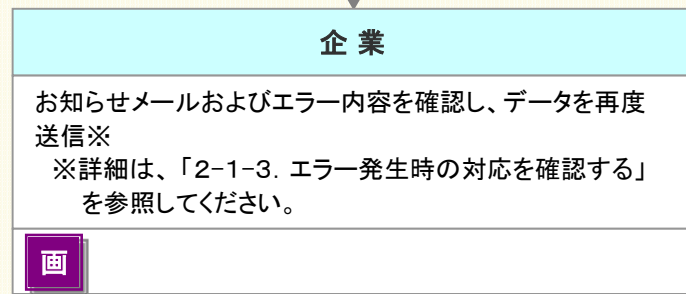 企 業
お知らせメールおよびエラー内容を確認し、データを再度
送信※
※詳細は、「2-1-3．エラー発生時の対応を確認する」
を参照してください。
画